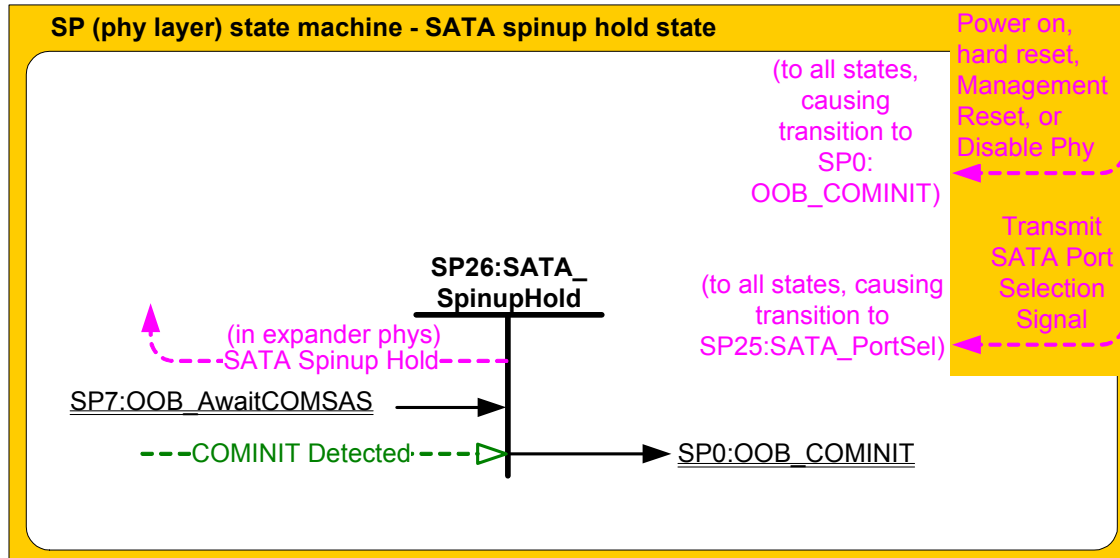 SP (phy layer) state machine - SATA spinup hold state
Power on,
hard reset,
Management
Reset, or
Disable Phy
(to all states,
causing
transition to
SP0:
OOB_COMINIT)
Transmit
SATA Port
Selection
Signal
(to all states, causing
transition to
SP25:SATA_PortSel)
SP26:SATA_
SpinupHold
(in expander phys)
SATA Spinup Hold
SP7:OOB_AwaitCOMSAS
COMINIT Detected
SP0:OOB_COMINIT